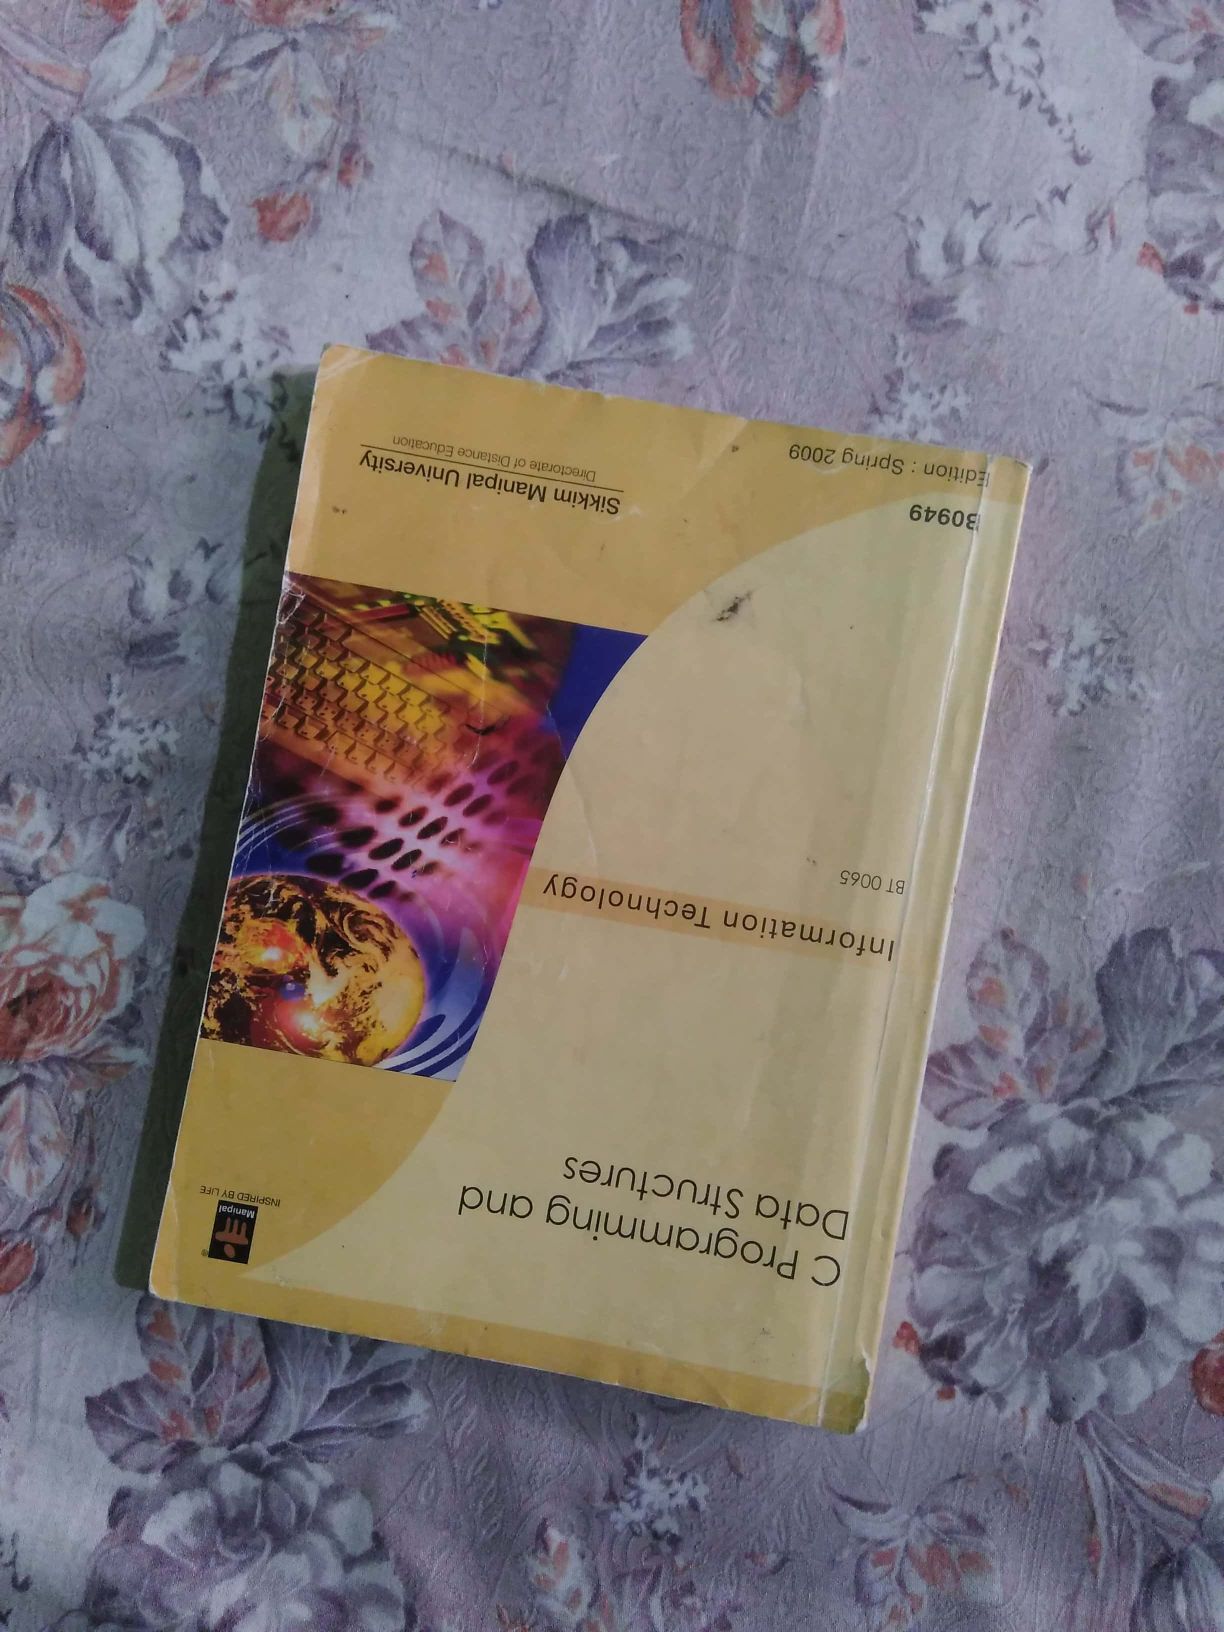 Manipal
®
INSPIRED BY LIFE
C Programming and
Data Structures
Information Technology
BT 0065
B0949
Edition : Spring 2009
Sikkim Manipal University
Directorate of Distance Education